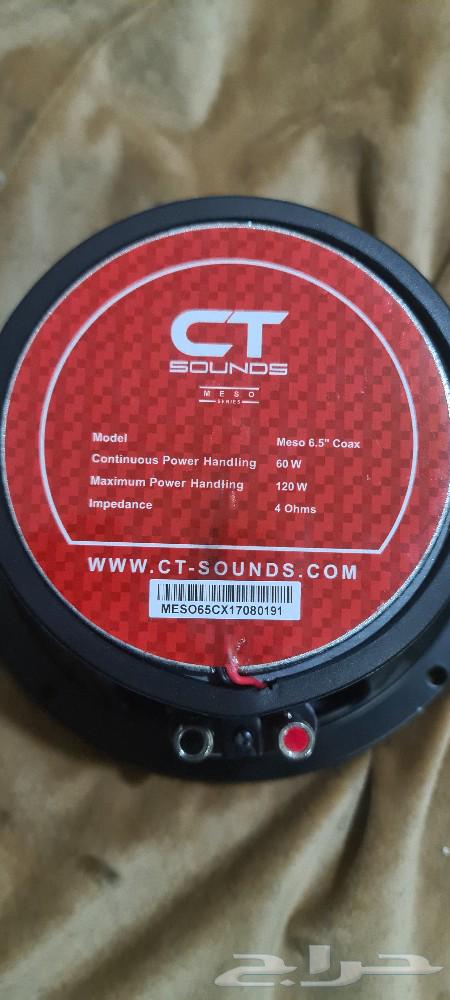 CT
SOUNDS
MESO
SERIES
Model Meso 6.5" Coax
Continuous Power Handling 60 W
Maximum Power Handling 120 W
Impedance 4 Ohms
WWW.CT-SOUNDS.COM
MESO65CX17080191
حراج